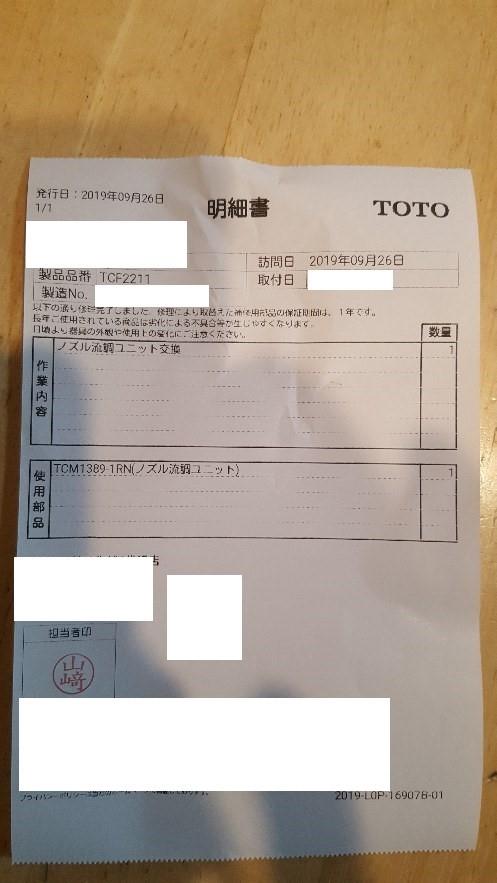 発行日：2019年09月26日
1/1
明細書
TOTO
訪問日 2019年09月26日
製品品番 TCF2211
取付日
製造No.
以下の通り修理完了しました。修理により取替えた補修用部品の保証期間は、１年です。
長年ご使用されている商品は劣化による不具合等が生じやすくなります。
日頃より器具の外観や使用上の変化にご注意ください。
数量
作業内容
ノズル流調ユニット交換 1
使用部品
TCM1389-1RN(ノズル流調ユニット) 1
店
担当者印
山﨑
2019-L0P-169078-01